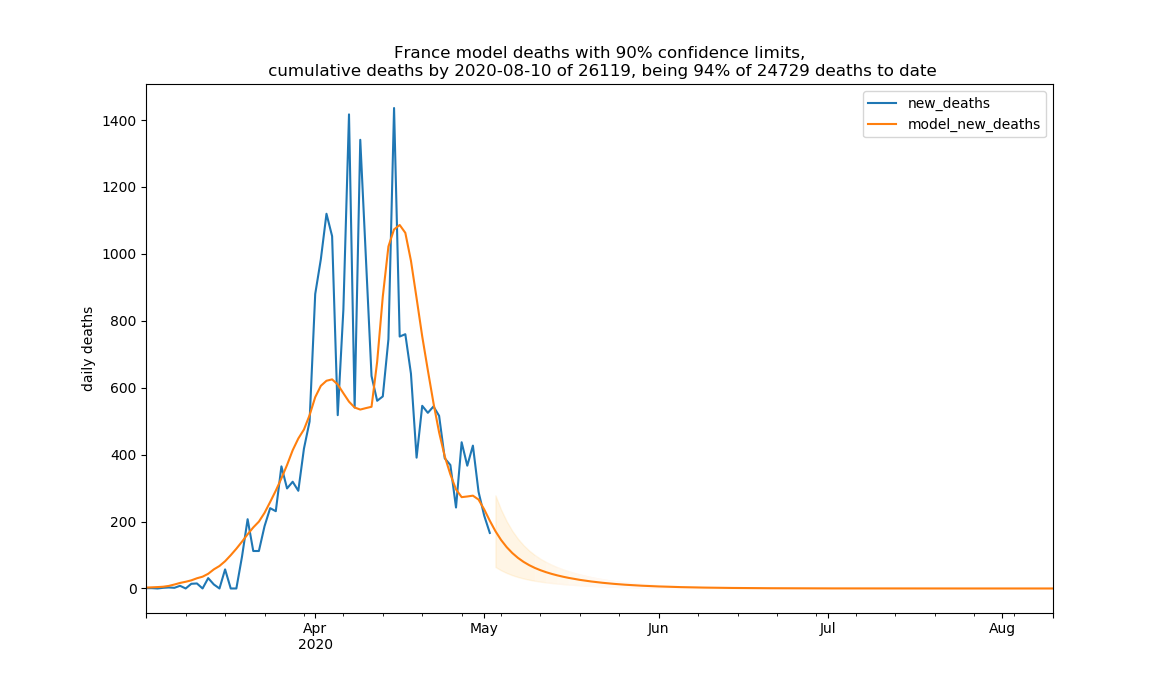 France model deaths with 90% confidence limits,
cumulative deaths by 2020-08-10 of 26119, being 94% of 24729 deaths to date
new_deaths
model_new_deaths
daily deaths
1400
1200
1000
800
600
400
200
0
Apr
2020
May
Jun
Jul
Aug